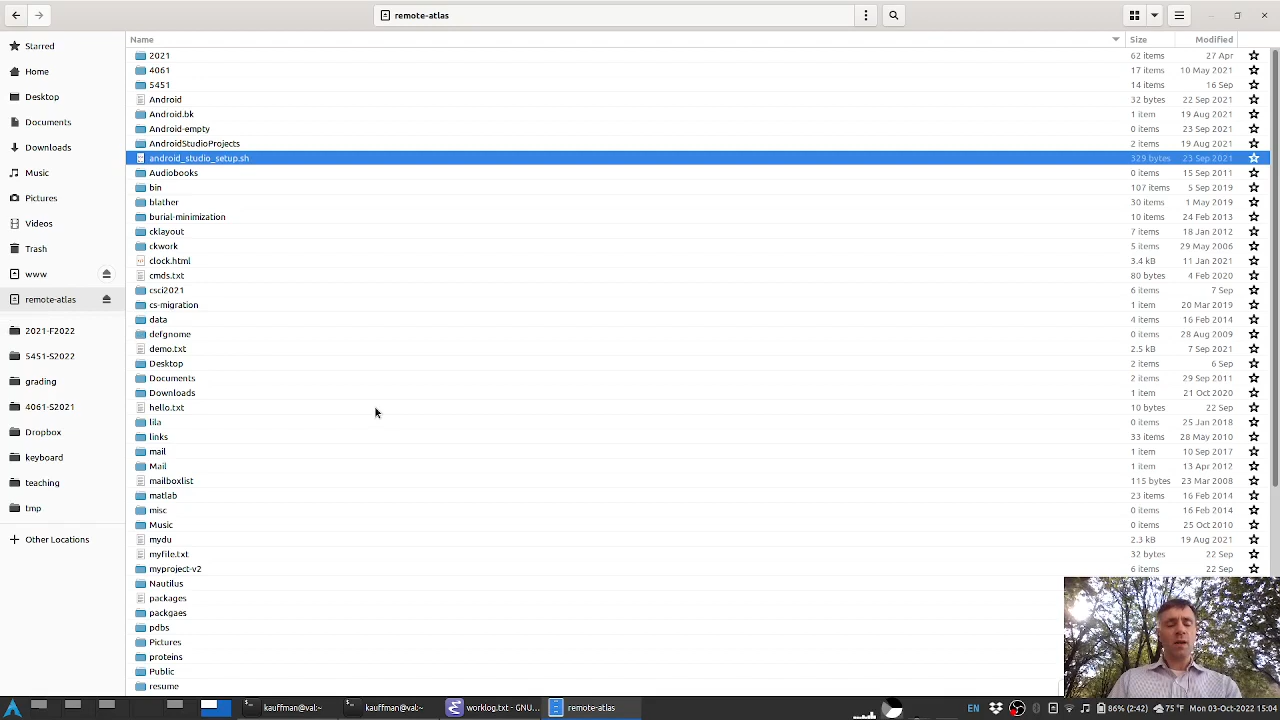 remote-atlas
Name Size Modified
Starred
Home
Desktop
Documents
Downloads
Music
Pictures
Videos
Trash
www
remote-atlas
2021-F2022
5451-S2022
grading
4061-S2021
Dropbox
keyboard
teaching
tmp
Other Locations
2021 62 items 27 Apr
4061 17 items 10 May 2021
5451 14 items 16 Sep
Android 32 bytes 22 Sep 2021
Android.bk 1 item 19 Aug 2021
Android-empty 0 items 23 Sep 2021
AndroidStudioProjects 2 items 19 Aug 2021
android_studio_setup.sh 329 bytes 23 Sep 2021
Audiobooks 0 items 15 Sep 2011
bin 107 items 5 Sep 2019
blather 30 items 1 May 2019
burial-minimization 10 items 24 Feb 2013
cklayout 7 items 18 Jan 2012
ckwork 5 items 29 May 2006
clock.html 3.4 kB 11 Jan 2021
cmds.txt 80 bytes 4 Feb 2020
csci2021 6 items 7 Sep
cs-migration 1 item 20 Mar 2019
data 4 items 16 Feb 2014
defgnome 0 items 28 Aug 2009
demo.txt 2.5 kB 7 Sep 2021
Desktop 2 items 6 Sep
Documents 2 items 29 Sep 2011
Downloads 1 item 21 Oct 2020
hello.txt 10 bytes 22 Sep
lila 0 items 25 Jan 2018
links 33 items 28 May 2010
mail 1 item 10 Sep 2017
Mail 1 item 13 Apr 2012
mailboxlist 115 bytes 23 Mar 2008
matlab 23 items 16 Feb 2014
misc 0 items 16 Feb 2014
Music 0 items 25 Oct 2010
mydu 2.3 kB 19 Aug 2021
myfile.txt 32 bytes 22 Sep
myproject-v2 6 items 22 Sep
Nautilus
packages
packgaes
pdbs
Pictures
proteins
Public
resume
kauffman@val:~ kauffman@val:~ worklog.txt - GNU... remote-atlas EN 86% (2:42) 75 °F Mon 03-Oct-2022 15:04